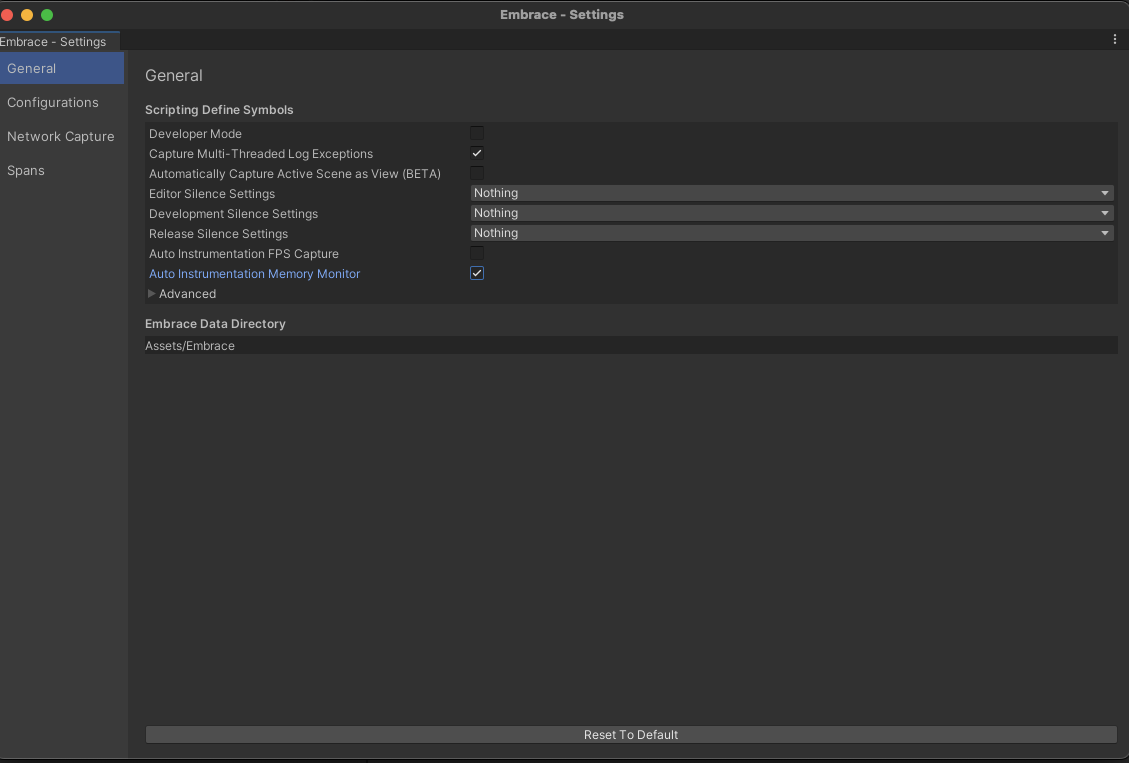 Embrace - Settings
Embrace - Settings
General
Configurations
Network Capture
Spans
General
Scripting Define Symbols
Developer Mode
Capture Multi-Threaded Log Exceptions
Automatically Capture Active Scene as View (BETA)
Editor Silence Settings Nothing
Development Silence Settings Nothing
Release Silence Settings Nothing
Auto Instrumentation FPS Capture
Auto Instrumentation Memory Monitor
Advanced
Embrace Data Directory
Assets/Embrace
Reset To Default